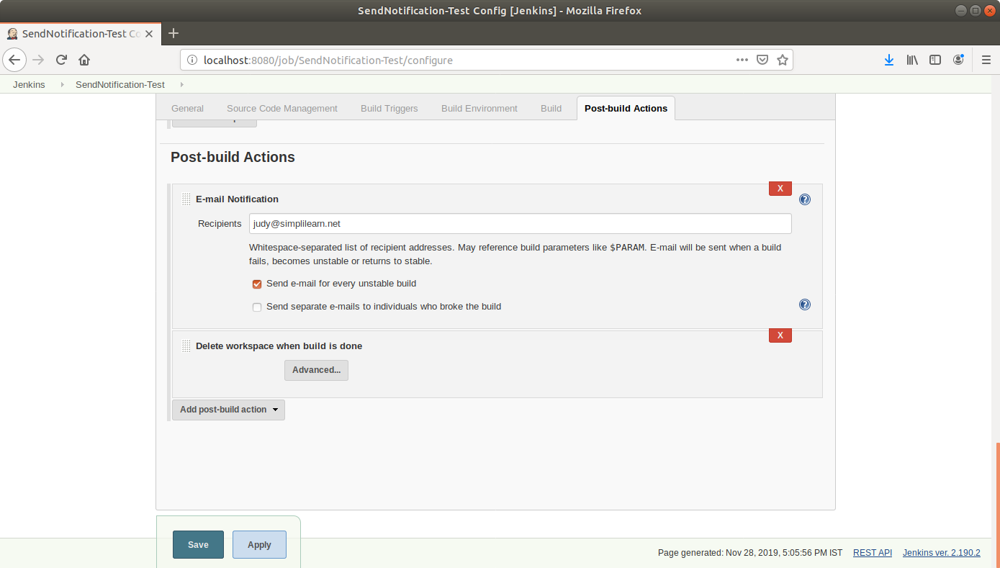 SendNotification-Test Config [Jenkins] - Mozilla Firefox
SendNotification-Test Co
localhost:8080/job/SendNotification-Test/configure
Jenkins SendNotification-Test
General Source Code Management Build Triggers Build Environment Build Post-build Actions
Post-build Actions
X
E-mail Notification
Recipients judy@simplilearn.net
Whitespace-separated list of recipient addresses. May reference build parameters like $PARAM. E-mail will be sent when a build
fails, becomes unstable or returns to stable.
Send e-mail for every unstable build
Send separate e-mails to individuals who broke the build
X
Delete workspace when build is done
Advanced...
Add post-build action
Save Apply
Page generated: Nov 28, 2019, 5:05:56 PM IST REST API Jenkins ver. 2.190.2